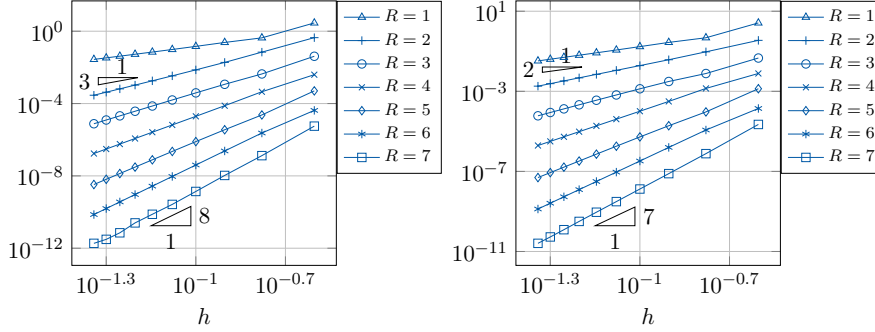 10^0
10^−4
10^−8
10^−12
10^−1.3
10^−1
10^−0.7
h
3
1
8
1
R = 1
R = 2
R = 3
R = 4
R = 5
R = 6
R = 7
10^1
10^−3
10^−7
10^−11
10^−1.3
10^−1
10^−0.7
h
2
1
7
1
R = 1
R = 2
R = 3
R = 4
R = 5
R = 6
R = 7